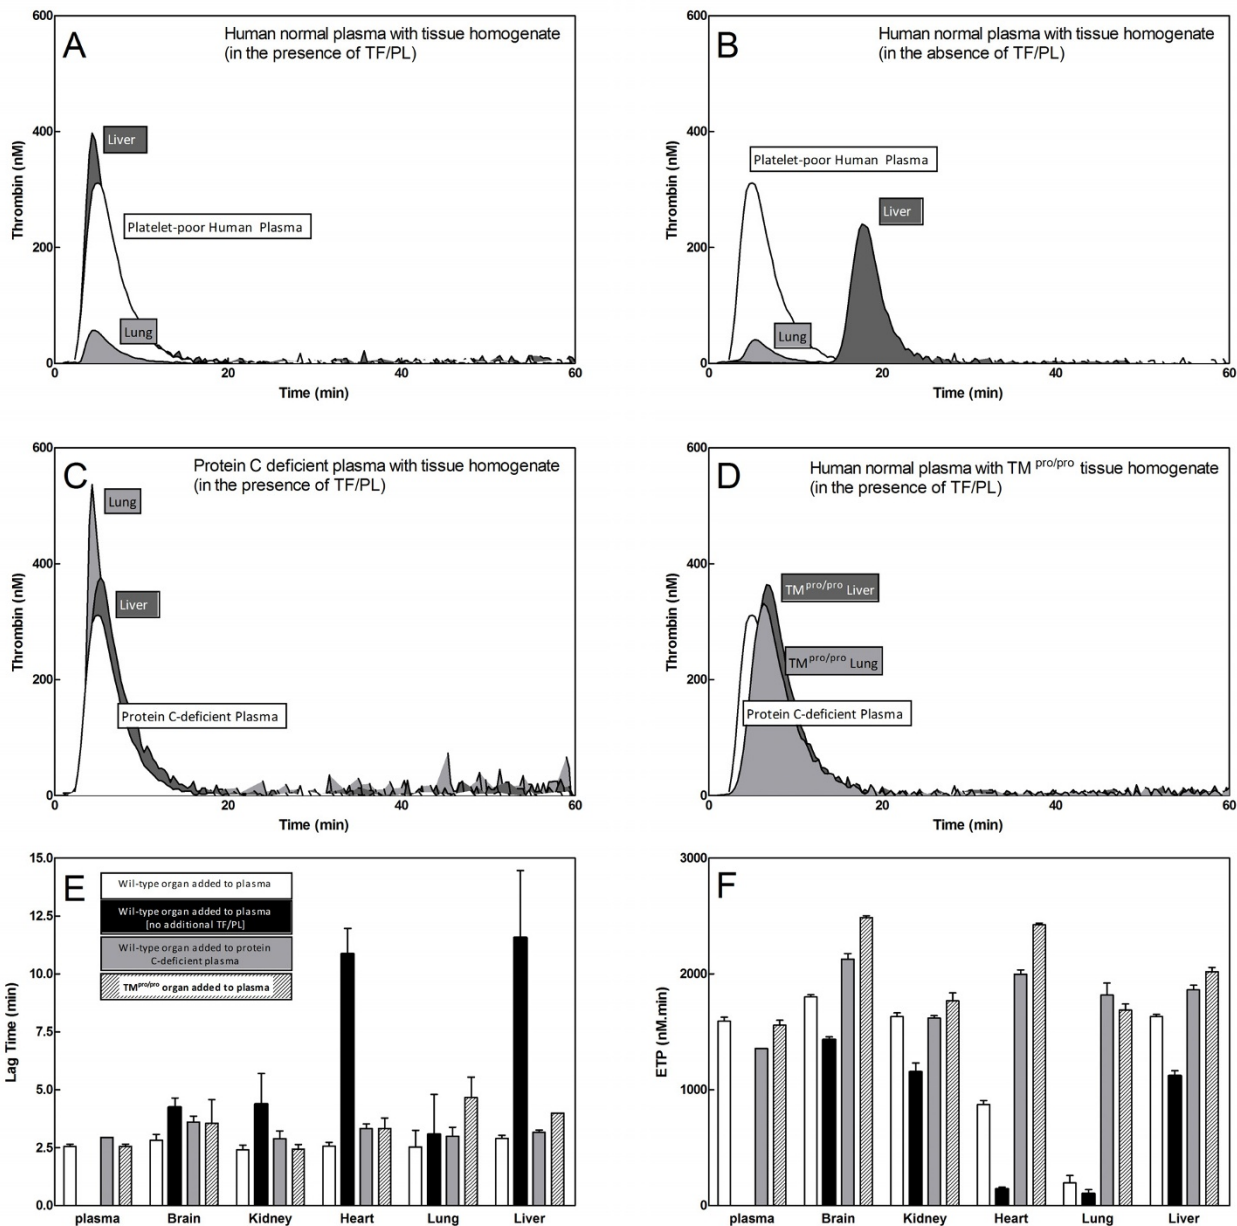 A
Human normal plasma with tissue homogenate
(in the presence of TF/PL)
600
400
200
0
Thrombin (nM)
Liver
Platelet-poor Human Plasma
Lung
0
20
40
60
Time (min)
B
Human normal plasma with tissue homogenate
(in the absence of TF/PL)
600
400
200
0
Thrombin (nM)
Platelet-poor Human Plasma
Liver
Lung
0
20
40
60
Time (min)
C
Protein C deficient plasma with tissue homogenate
(in the presence of TF/PL)
600
400
200
0
Thrombin (nM)
Lung
Liver
Protein C-deficient Plasma
0
20
40
60
Time (min)
D
Human normal plasma with TM pro/pro tissue homogenate
(in the presence of TF/PL)
600
400
200
0
Thrombin (nM)
TMpro/pro Liver
TMpro/pro Lung
Protein C-deficient Plasma
0
20
40
60
Time (min)
E
15.0
12.5
10.0
7.5
5.0
2.5
0.0
Lag Time (min)
Wil-type organ added to plasma
Wil-type organ added to plasma
[no additional TF/PL]
Wil-type organ added to protein
C-deficient plasma
TMpro/pro organ added to plasma
plasma
Brain
Kidney
Heart
Lung
Liver
F
3000
2000
1000
0
ETP (nM.min)
plasma
Brain
Kidney
Heart
Lung
Liver